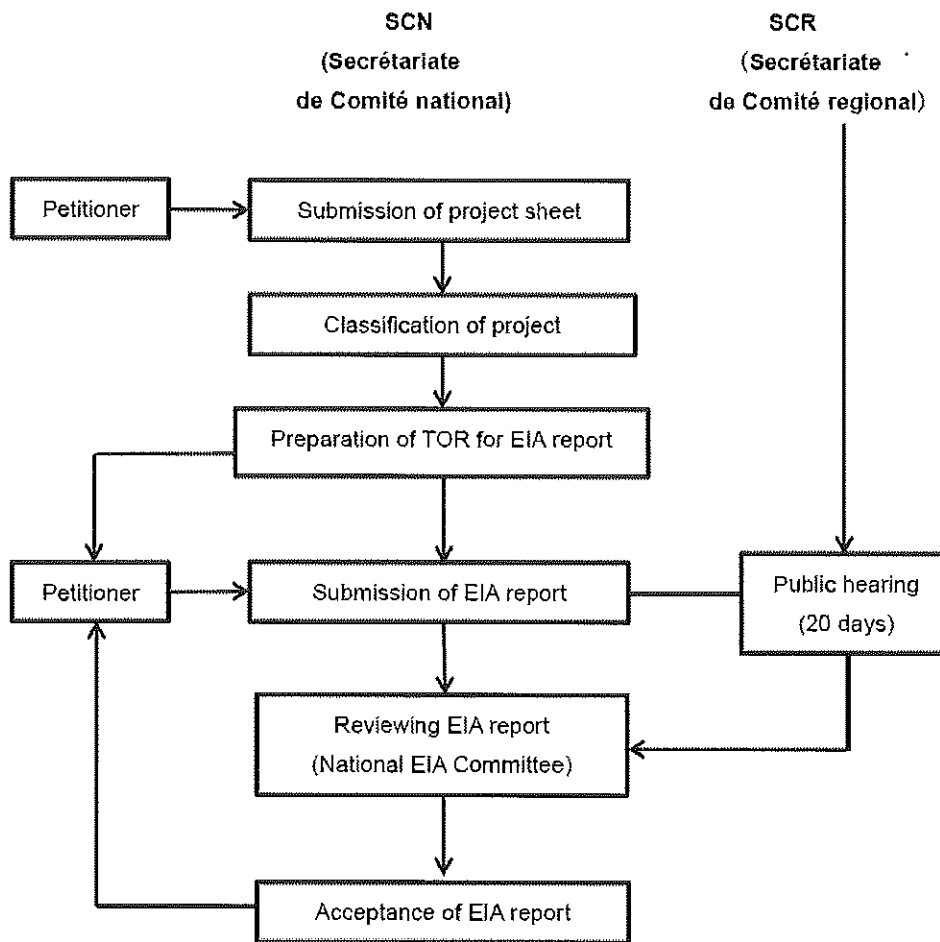 SCN
(Secrétariate
de Comité national)
SCR
(Secrétariate
de Comité regional)
Petitioner
Submission of project sheet
Classification of project
Preparation of TOR for EIA report
Petitioner
Submission of EIA report
Public hearing
(20 days)
Reviewing EIA report
(National EIA Committee)
Acceptance of EIA report